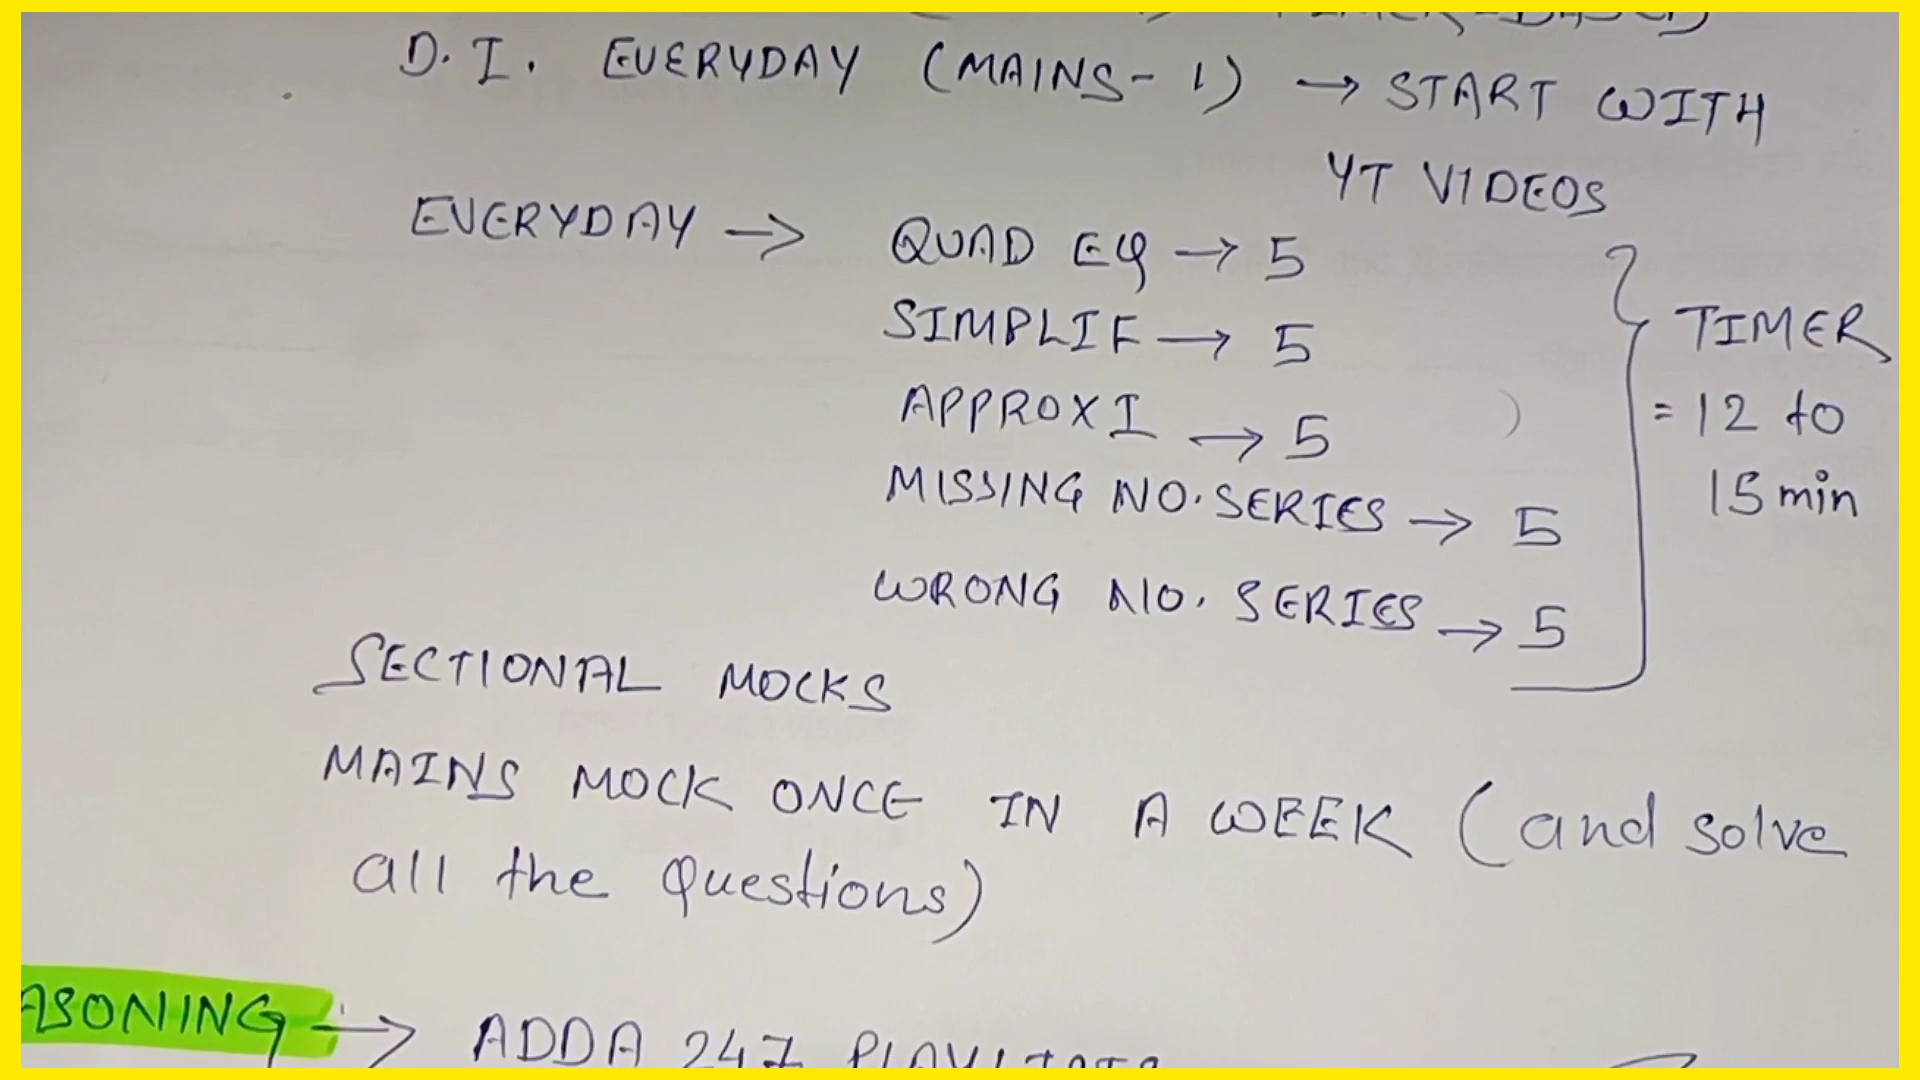 D.I. EVERYDAY (MAINS-1) → START WITH
YT VIDEOS
EVERYDAY → QUAD EQ → 5
SIMPLIF → 5
APPROXI → 5
MISSING NO. SERIES → 5
WRONG NO. SERIES → 5
TIMER
= 12 to
15 min
SECTIONAL MOCKS
MAINS MOCK ONCE IN A WEEK (and solve
all the Questions)
ASONING → ADDA 247